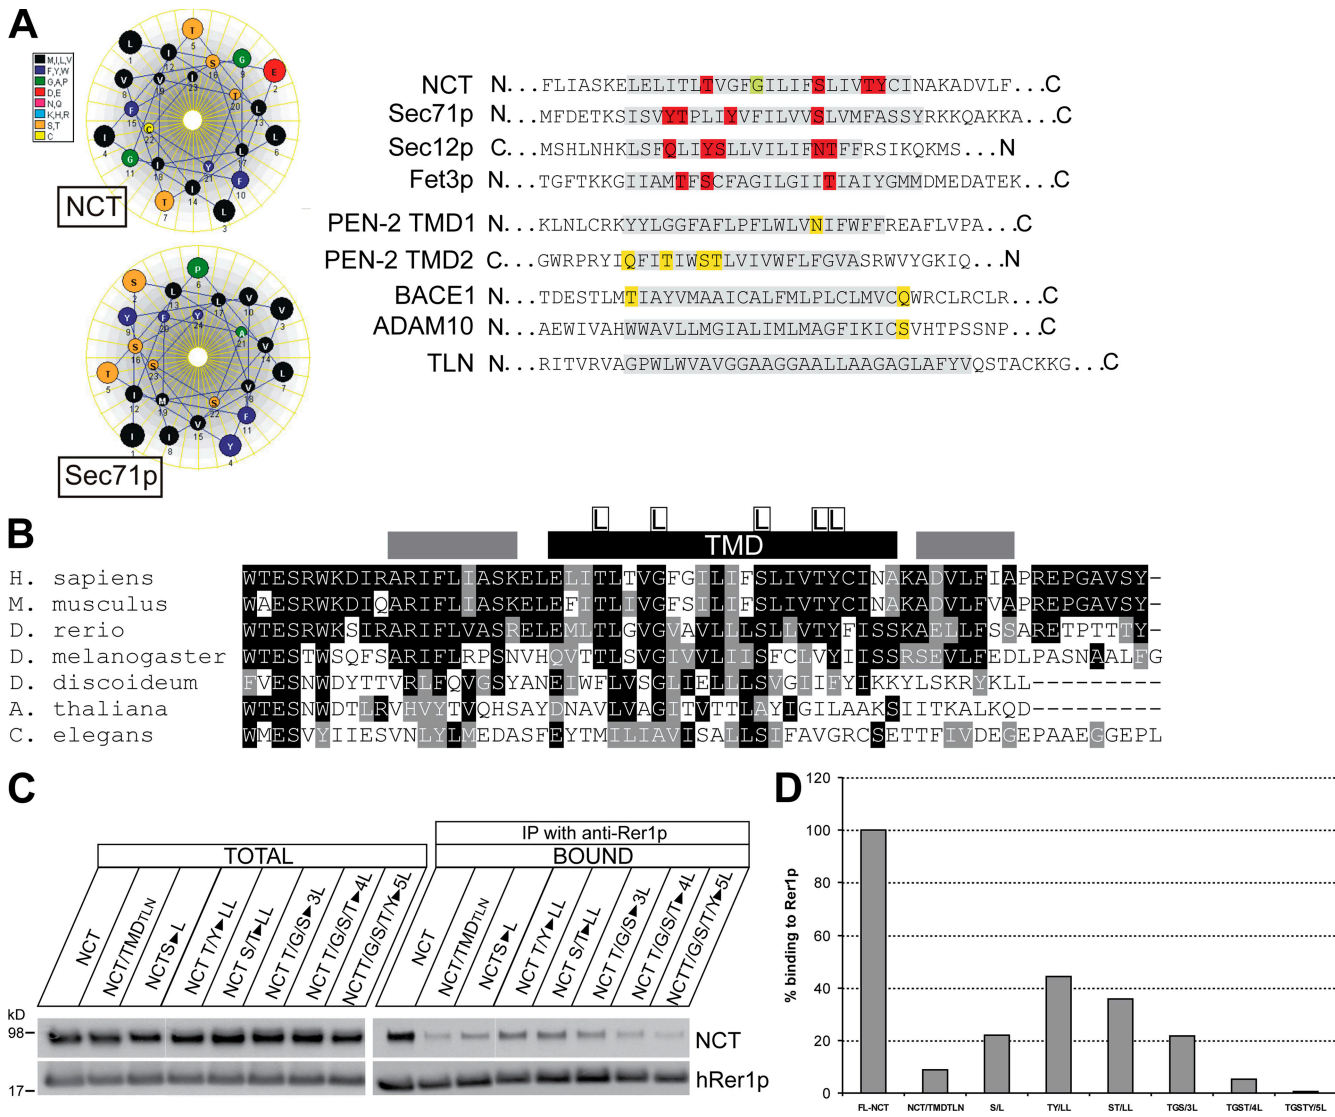 A
M,I,L,V
F,Y,W
G,A,P
D,E
N,Q
K,H,R
S,T
C
NCT
Sec71p
NCT N... FLIASKELELITLTVGFGILIFSLIVTYCINAKADVLF ...C
Sec71p N... MFDETKSISVYTPLIYVFILVVSLVMFASSYRKKQAKKA ...C
Sec12p C... MSHLNHKLSFQLIYSLLVILIFNTFFRSIKQKMS ...N
Fet3p N... TGFTKKGIIAMTFSCFAGILGIITIAIYGMMDMEDATEK ...C
PEN-2 TMD1 N... KLNLCRKYYLGGFAFLPFLWLVNIFWFFREAFLVPA ...C
PEN-2 TMD2 C... GWRPRYIQFITIWSTLVIVWFLFGVASRWVYGKIQ ...N
BACE1 N... TDESTLMTIAYVMAAICALFMLPLCLMVCQWRCLRCLR ...C
ADAM10 N... AEWIVAHWWAVLLMGIALIMLMAGFIKICSVHTPSSNP ...C
TLN N... RITVRVAGPWLWVAVGGAAGGAALLAAGAGLAFYVQSTACKKG ...C
B
L L L L L
TMD
H. sapiens WTESRWKDIRARIFLIASKELELITLTVGFGILIFSLIVTYCINAKADVLFIAPREPGAVSY-
M. musculus WAESRWKDIQARIFLIASKELEFITLIVGFSILIFSLIVTYCINAKADVLFVAPREPGAVSY-
D. rerio WTESRWKSIRARIFLVASRELEMLTLGVGVAVLLLSLLVTYFISSKAELLFSSARETPTTTY-
D. melanogaster WTESTWSQFSARIFLRPSNVHQVTTLSVGIVVLIISFCLVYIISSRSEVLFEDLPASNAALFG
D. discoideum FVESNWDYTTVRLFQVGSYANEIWFLVSGLIELLLSVGIIFYIKKYLSKRYKLL---------
A. thaliana WTESNWDTLRVHVYTVQHSAYDNAVLVAGITVTTLAYIGILAAKSIITKALKQD---------
C. elegans WMESVYIIESVNLYLMEDASFEYTMILIAVISALLSIFAVGRCSETTFIVDEGEPAAEGGEPL
C
IP with anti-Rer1p
TOTAL
BOUND
NCT
NCT/TMDTLN
NCTS►L
NCT T/Y►LL
NCT S/T►LL
NCT T/G/S►3L
NCT T/G/S/T►4L
NCTT/G/S/T/Y►5L
NCT
NCT/TMDTLN
NCTS►L
NCT T/Y►LL
NCT S/T►LL
NCT T/G/S►3L
NCT T/G/S/T►4L
NCTT/G/S/T/Y►5L
kD
98
17
NCT
hRer1p
D
% binding to Rer1p
120
100
80
60
40
20
0
FL-NCT NCT/TMDTLN S/L TY/LL ST/LL TGS/3L TGST/4L TGSTY/5L